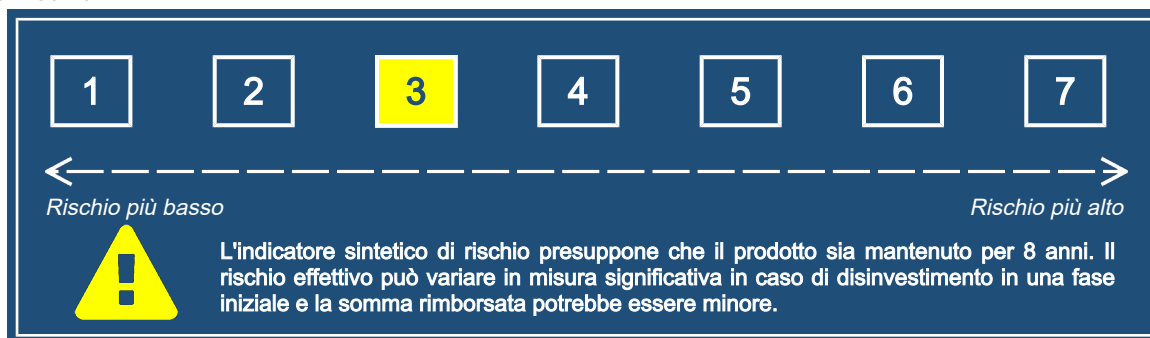 1 2 3 4 5 6 7
Rischio più basso Rischio più alto
L'indicatore sintetico di rischio presuppone che il prodotto sia mantenuto per 8 anni. Il
rischio effettivo può variare in misura significativa in caso di disinvestimento in una fase
iniziale e la somma rimborsata potrebbe essere minore.